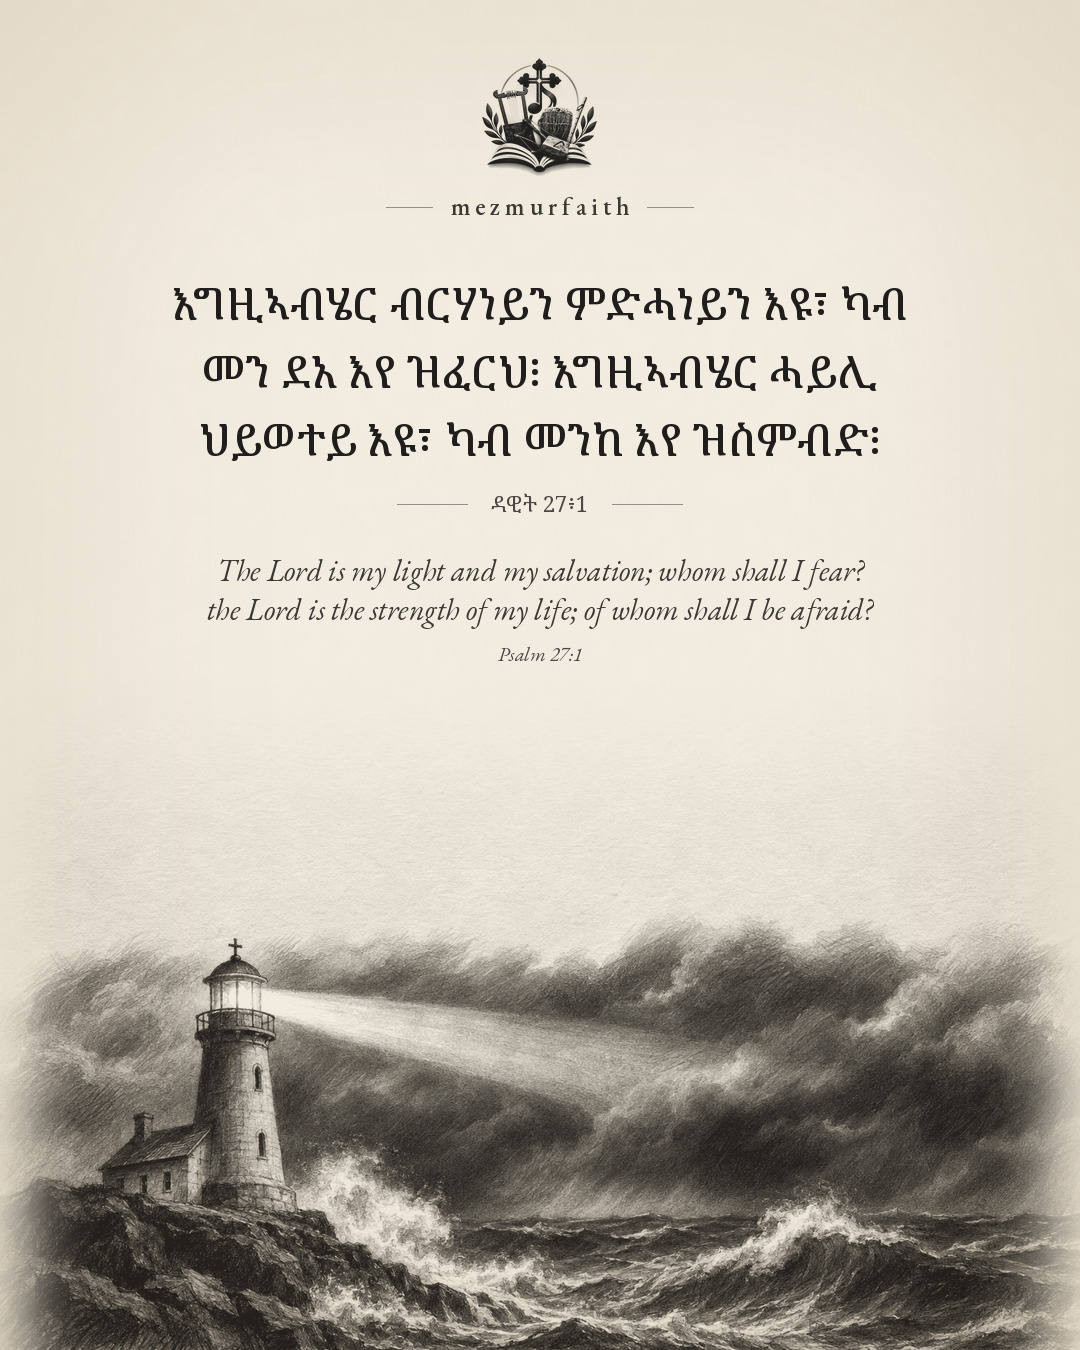 mezmurfaith
እግዚኣብሄር ብርሃነይን ምድሓነይን እዩ፣ ካብ
መን ደአ እየ ዝፈርህ፧ እግዚኣብሄር ሓይሊ
ህይወተይ እዩ፣ ካብ መንከ እየ ዝስምብድ፧
ዳዊት 27፥1
The Lord is my light and my salvation; whom shall I fear?
the Lord is the strength of my life; of whom shall I be afraid?
Psalm 27:1